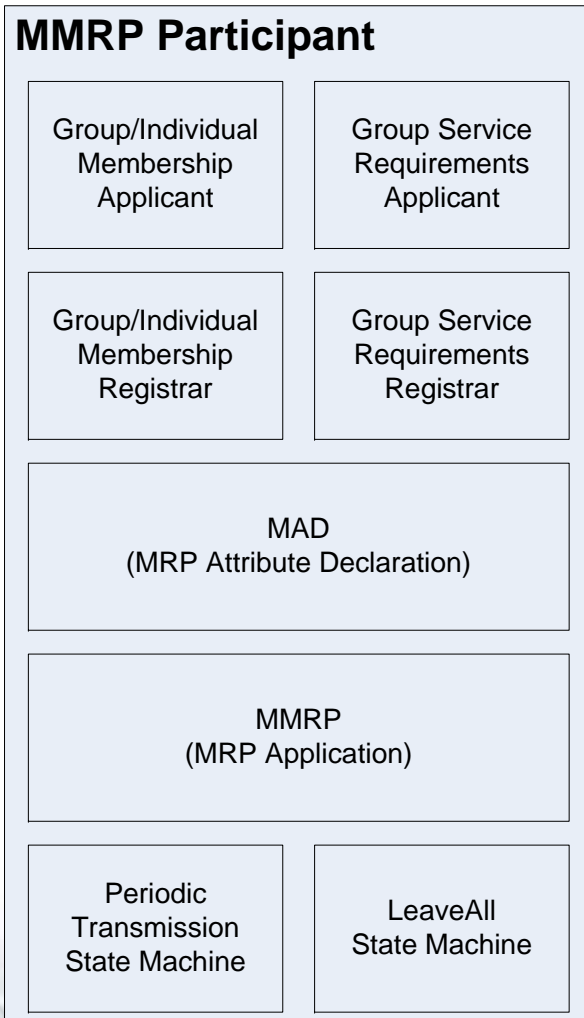 MMRP Participant
Group/Individual
Membership
Applicant
Group Service
Requirements
Applicant
Group/Individual
Membership
Registrar
Group Service
Requirements
Registrar
MAD
(MRP Attribute Declaration)
MMRP
(MRP Application)
Periodic
Transmission
State Machine
LeaveAll
State Machine